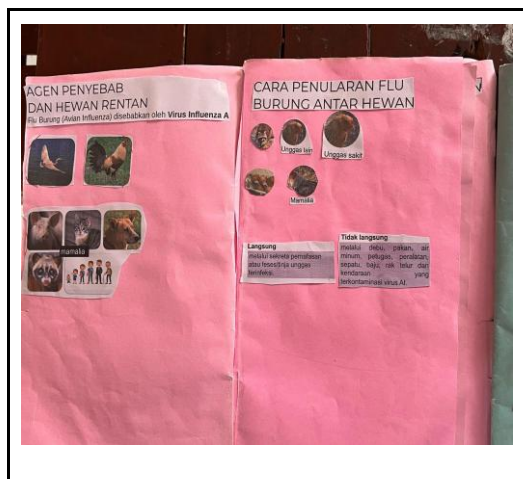 AGEN PENYEBAB
DAN HEWAN RENTAN
Flu Burung (Avian Influenza) disebabkan oleh Virus Influenza A
mamalia
CARA PENULARAN FLU
BURUNG ANTAR HEWAN
Unggas lain
Unggas sakit
Mamalia
Langsung
melalui sekreta pernafasan
atau feses/tinja unggas
terinfeksi.
Tidak langsung
melalui debu, pakan, air
minum, petugas, peralatan,
sepatu, baju, rak telur dan
kendaraan yang
terkontaminasi virus AI.